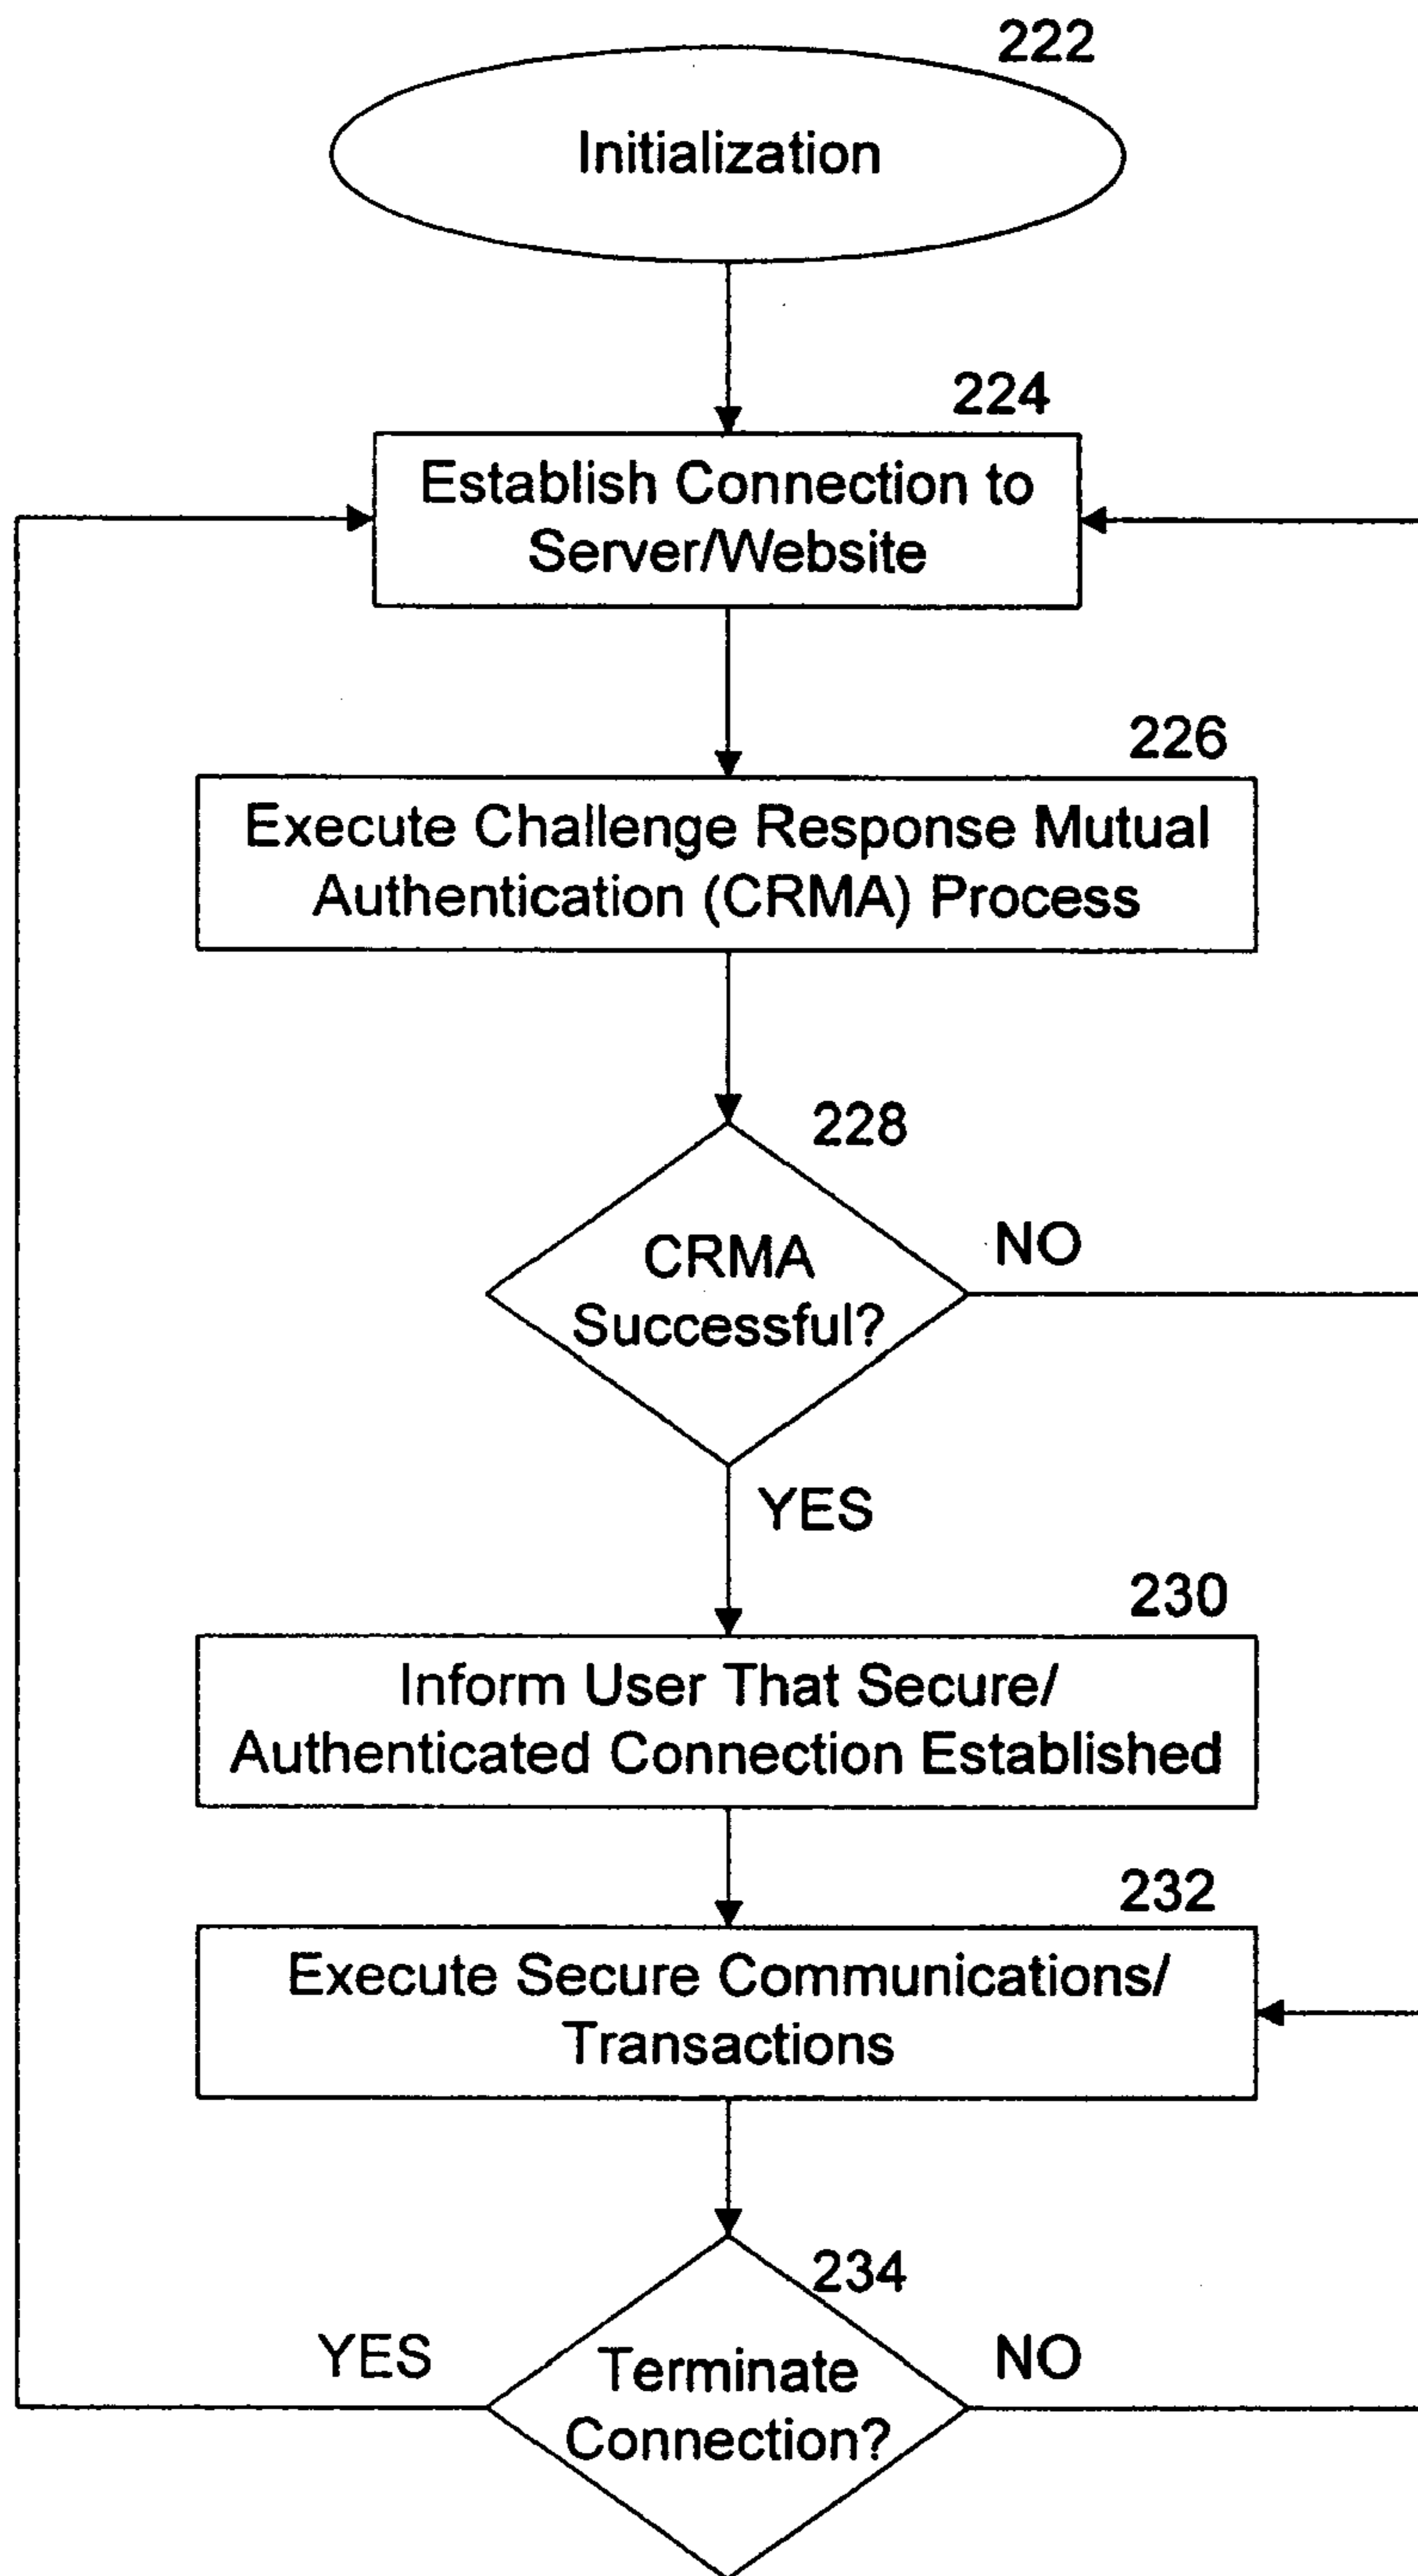 222
Initialization
224
Establish Connection to
Server/Website
226
Execute Challenge Response Mutual
Authentication (CRMA) Process
228
CRMA
Successful?
NO
YES
230
Inform User That Secure/
Authenticated Connection Established
232
Execute Secure Communications/
Transactions
234
YES
Terminate
Connection?
NO